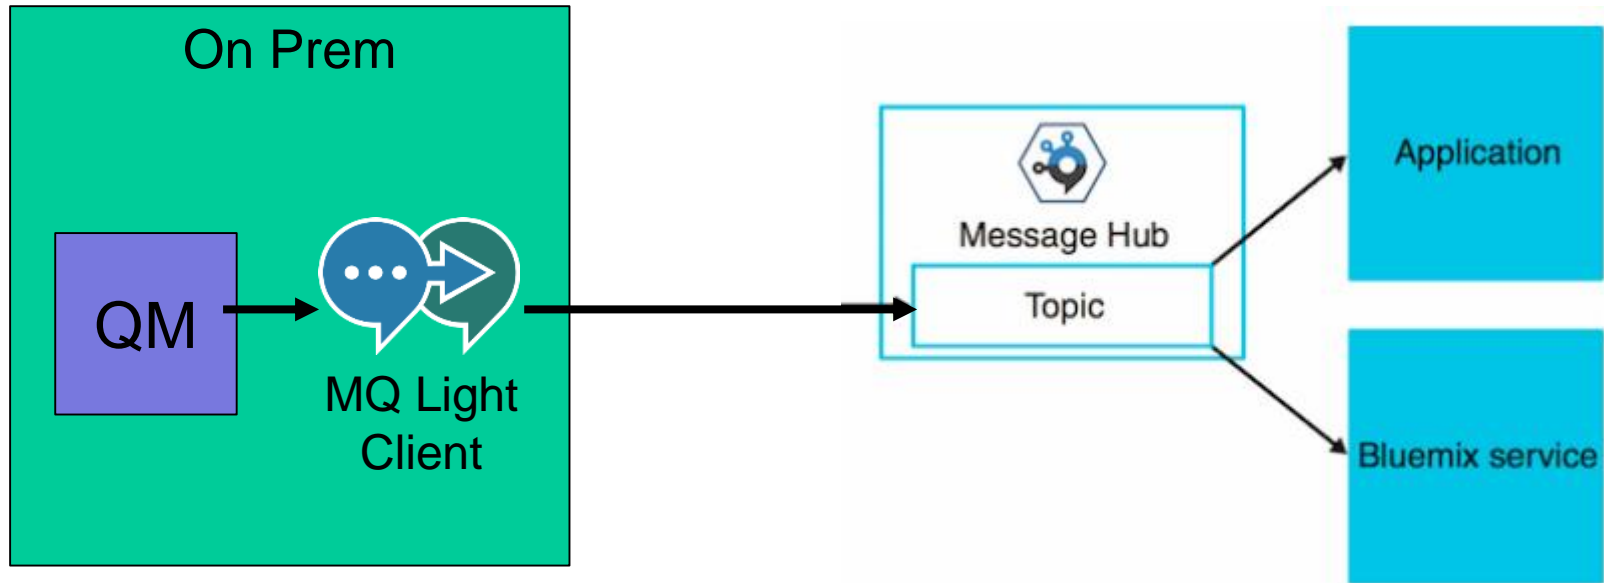 On Prem
QM
MQ Light
Client
Message Hub
Topic
Application
Bluemix service